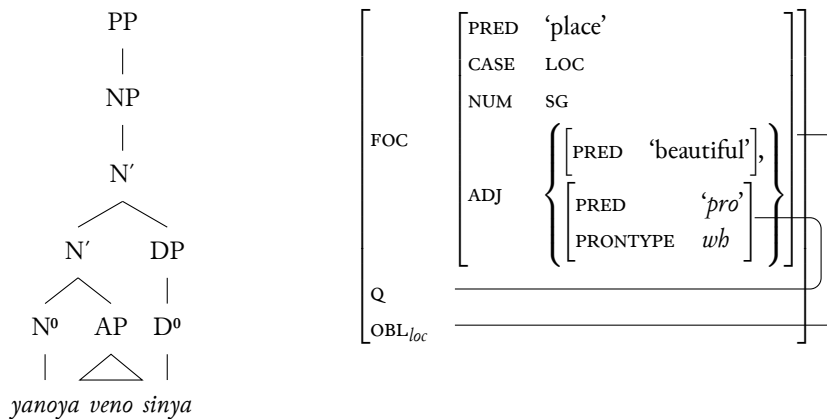 PP
NP
N′
N′ DP
N⁰ AP D⁰
yanoya veno sinya
FOC
PRED ‘place’
CASE LOC
NUM SG
ADJ
PRED ‘beautiful’ ,
PRED ‘pro’
PRONTYPE wh
Q
OBLloc